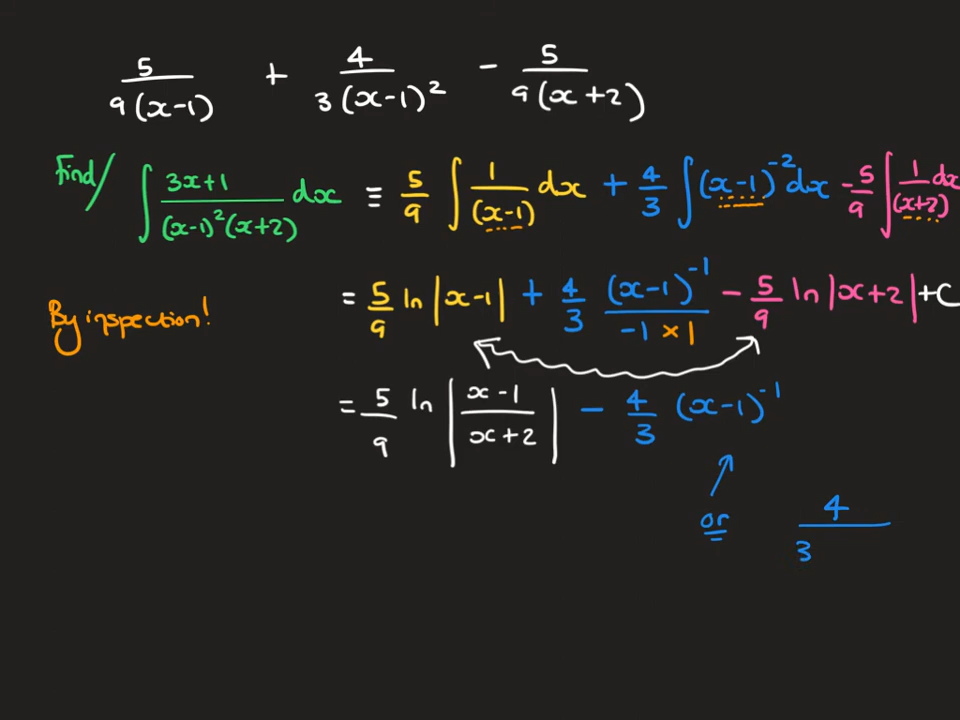 5/(9(x-1)) + 4/(3(x-1)²) - 5/(9(x+2))
Find/ ∫ (3x+1)/((x-1)²(x+2)) dx ≡ 5/9 ∫ 1/(x-1) dx + 4/3 ∫ (x-1)⁻² dx - 5/9 ∫ 1/(x+2) dx
By inspection!
= 5/9 ln|x-1| + 4/3 (x-1)⁻¹/(-1×1) - 5/9 ln|x+2| + C
= 5/9 ln|(x-1)/(x+2)| - 4/3 (x-1)⁻¹
or 4/3